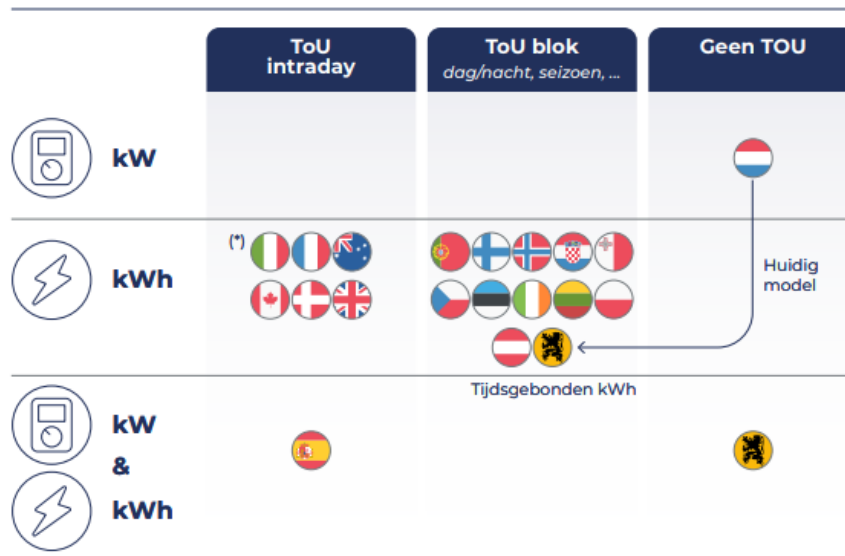 ToU
intraday
ToU blok
dag/nacht, seizoen, ...
Geen TOU
kW
(*)
kWh
Huidig
model
Tijdsgebonden kWh
kW
&
kWh